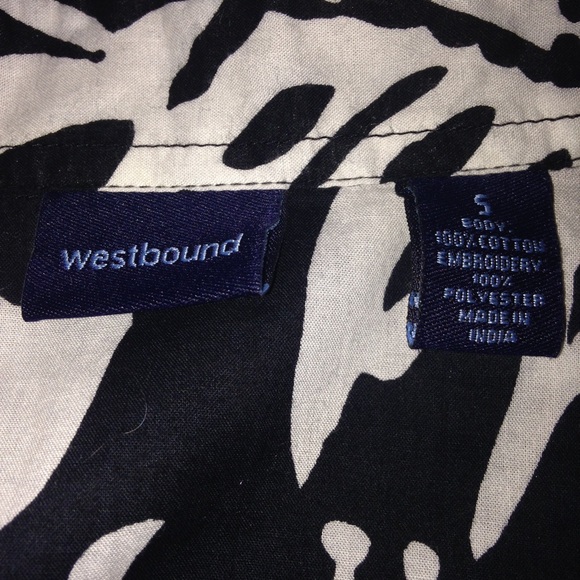 Westbound
S
BODY:
100% COTTON
EMBROIDERY:
100%
POLYESTER
MADE IN
INDIA